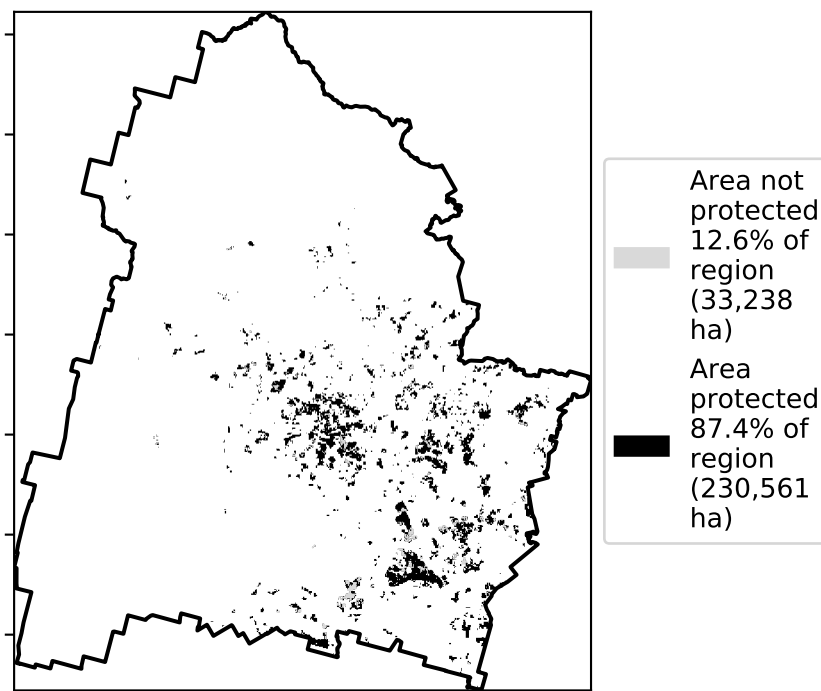 Area not
protected
12.6% of
region
(33,238
ha)
Area
protected
87.4% of
region
(230,561
ha)